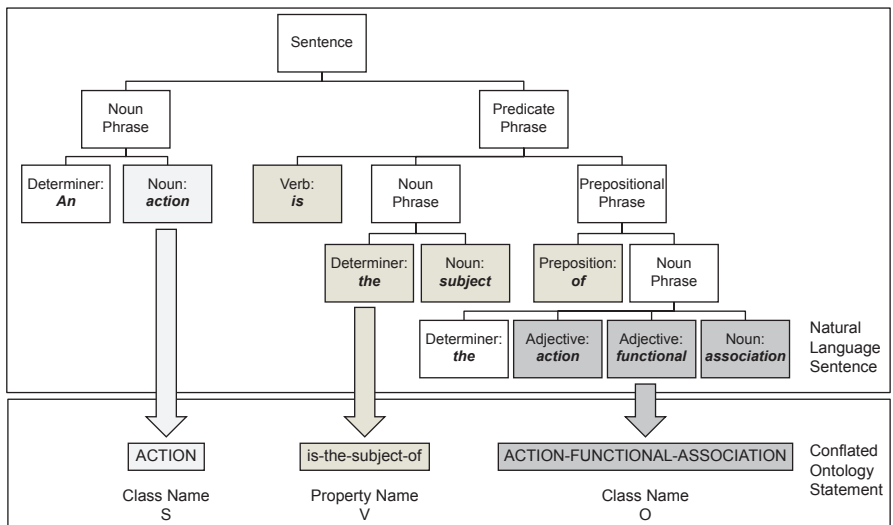 Sentence
Noun
Phrase
Predicate
Phrase
Determiner:
An
Noun:
action
Verb:
is
Noun
Phrase
Prepositional
Phrase
Determiner:
the
Noun:
subject
Preposition:
of
Noun
Phrase
Determiner:
the
Adjective:
action
Adjective:
functional
Noun:
association
Natural
Language
Sentence
ACTION
is-the-subject-of
ACTION-FUNCTIONAL-ASSOCIATION
Conflated
Ontology
Statement
Class Name
S
Property Name
V
Class Name
O